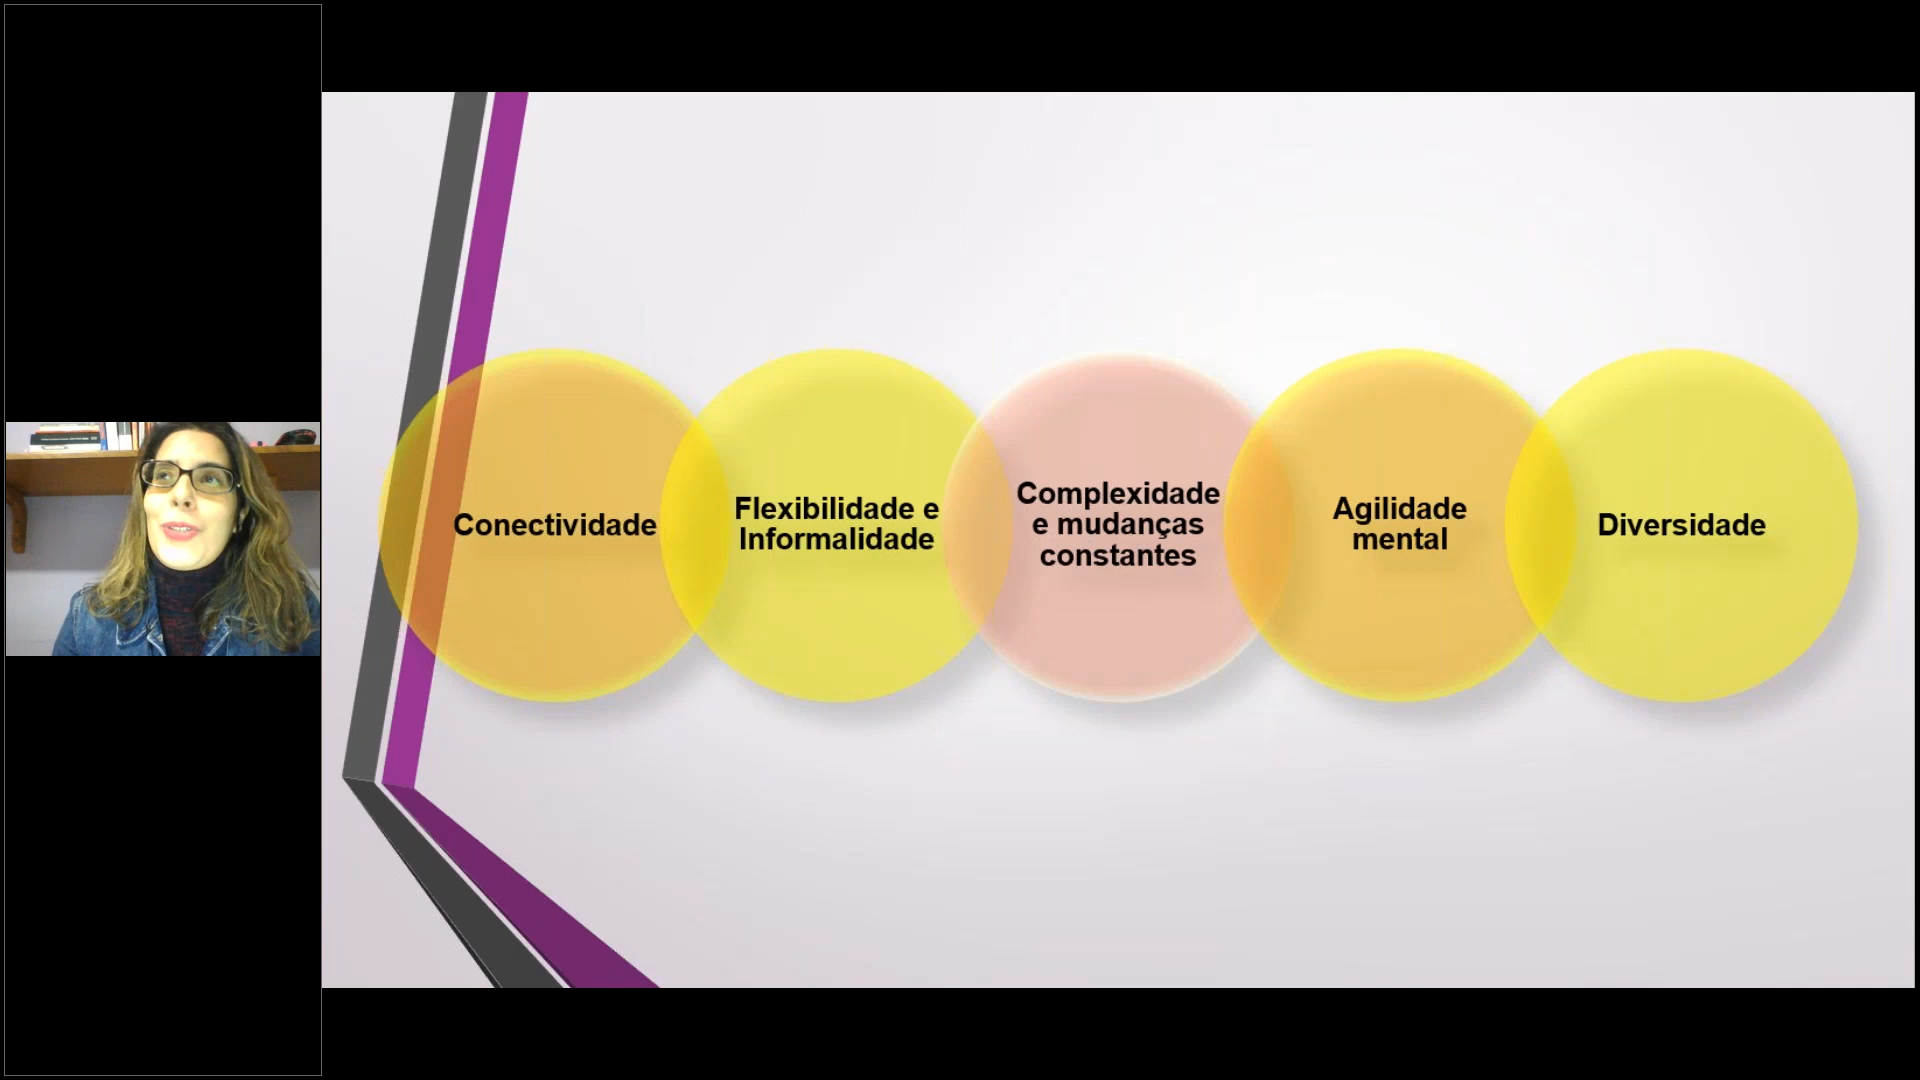 Conectividade
Flexibilidade e
Informalidade
Complexidade
e mudanças
constantes
Agilidade
mental
Diversidade